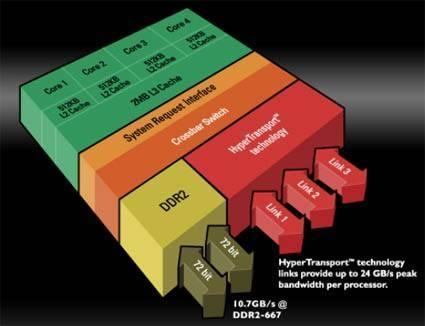 Core 1
Core 2
Core 3
Core 4
512KB
L2 Cache
512KB
L2 Cache
512KB
L2 Cache
512KB
L2 Cache
2MB L3 Cache
System Request Interface
Crossbar Switch
HyperTransport™
technology
DDR2
Link 1
Link 2
Link 3
72 bit
72 bit
HyperTransport™ technology
links provide up to 24 GB/s peak
bandwidth per processor.
10.7GB/s @
DDR2-667